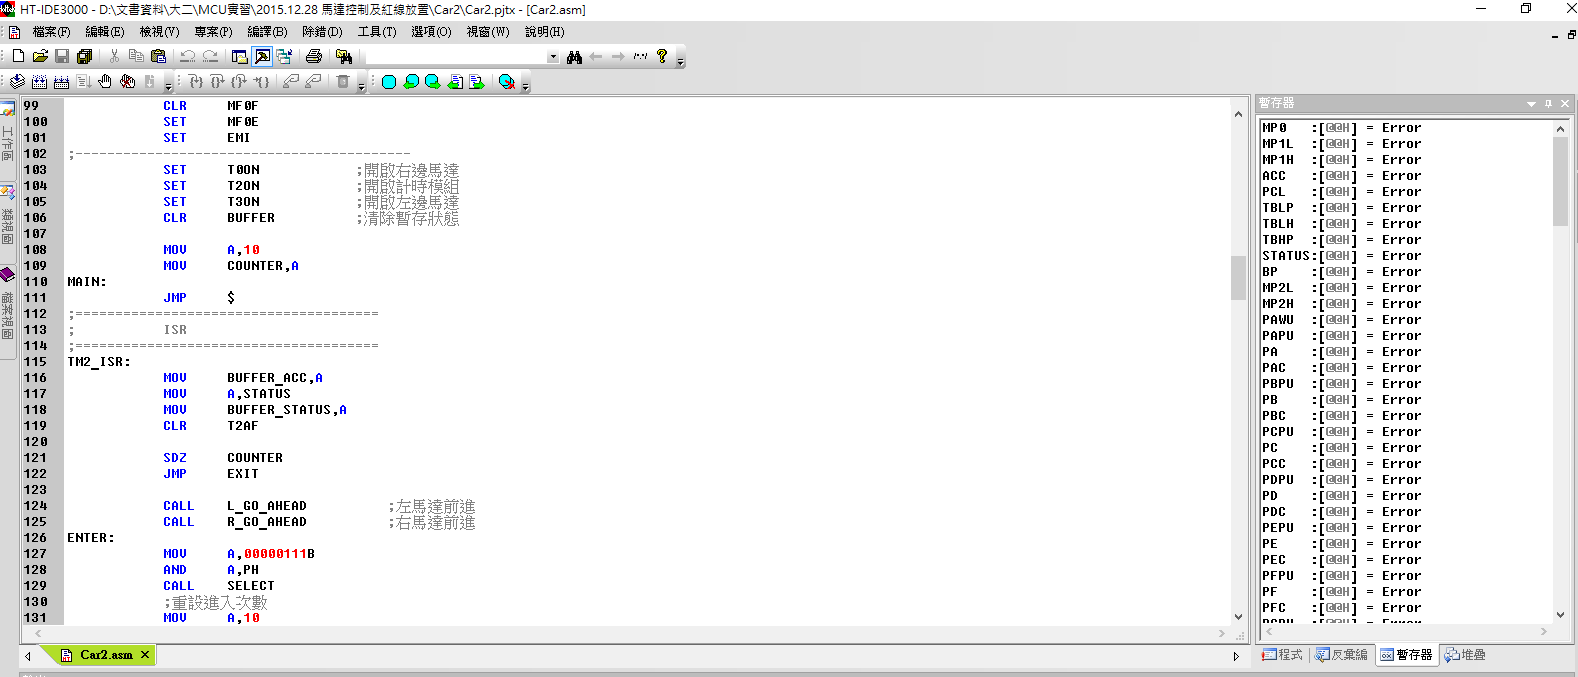 HT-IDE3000 - D:\文書資料\大二\MCU實習\2015.12.28 馬達控制及紅線放置\Car2\Car2.pjtx - [Car2.asm]
檔案(F) 編輯(E) 檢視(V) 專案(P) 編譯(B) 除錯(D) 工具(T) 選項(O) 視窗(W) 說明(H)
工作區
類視圖
檔案視圖
99 CLR MF0F
100 SET MF0E
101 SET EMI
102 ;------------------------------------------
103 SET T0ON ;開啟右邊馬達
104 SET T2ON ;開啟計時模組
105 SET T3ON ;開啟左邊馬達
106 CLR BUFFER ;清除暫存狀態
107
108 MOV A,10
109 MOV COUNTER,A
110 MAIN:
111 JMP $
112 ;======================================
113 ; ISR
114 ;======================================
115 TM2_ISR:
116 MOV BUFFER_ACC,A
117 MOV A,STATUS
118 MOV BUFFER_STATUS,A
119 CLR T2AF
120
121 SDZ COUNTER
122 JMP EXIT
123
124 CALL L_GO_AHEAD ;左馬達前進
125 CALL R_GO_AHEAD ;右馬達前進
126 ENTER:
127 MOV A,00000111B
128 AND A,PH
129 CALL SELECT
130 ;重設進入次數
131 MOV A,10
Car2.asm
暫存器
MP0 :[@@H] = Error
MP1L :[@@H] = Error
MP1H :[@@H] = Error
ACC :[@@H] = Error
PCL :[@@H] = Error
TBLP :[@@H] = Error
TBLH :[@@H] = Error
TBHP :[@@H] = Error
STATUS:[@@H] = Error
BP :[@@H] = Error
MP2L :[@@H] = Error
MP2H :[@@H] = Error
PAWU :[@@H] = Error
PAPU :[@@H] = Error
PA :[@@H] = Error
PAC :[@@H] = Error
PBPU :[@@H] = Error
PB :[@@H] = Error
PBC :[@@H] = Error
PCPU :[@@H] = Error
PC :[@@H] = Error
PCC :[@@H] = Error
PDPU :[@@H] = Error
PD :[@@H] = Error
PDC :[@@H] = Error
PEPU :[@@H] = Error
PE :[@@H] = Error
PEC :[@@H] = Error
PFPU :[@@H] = Error
PF :[@@H] = Error
PFC :[@@H] = Error
程式 反彙編 暫存器 堆疊